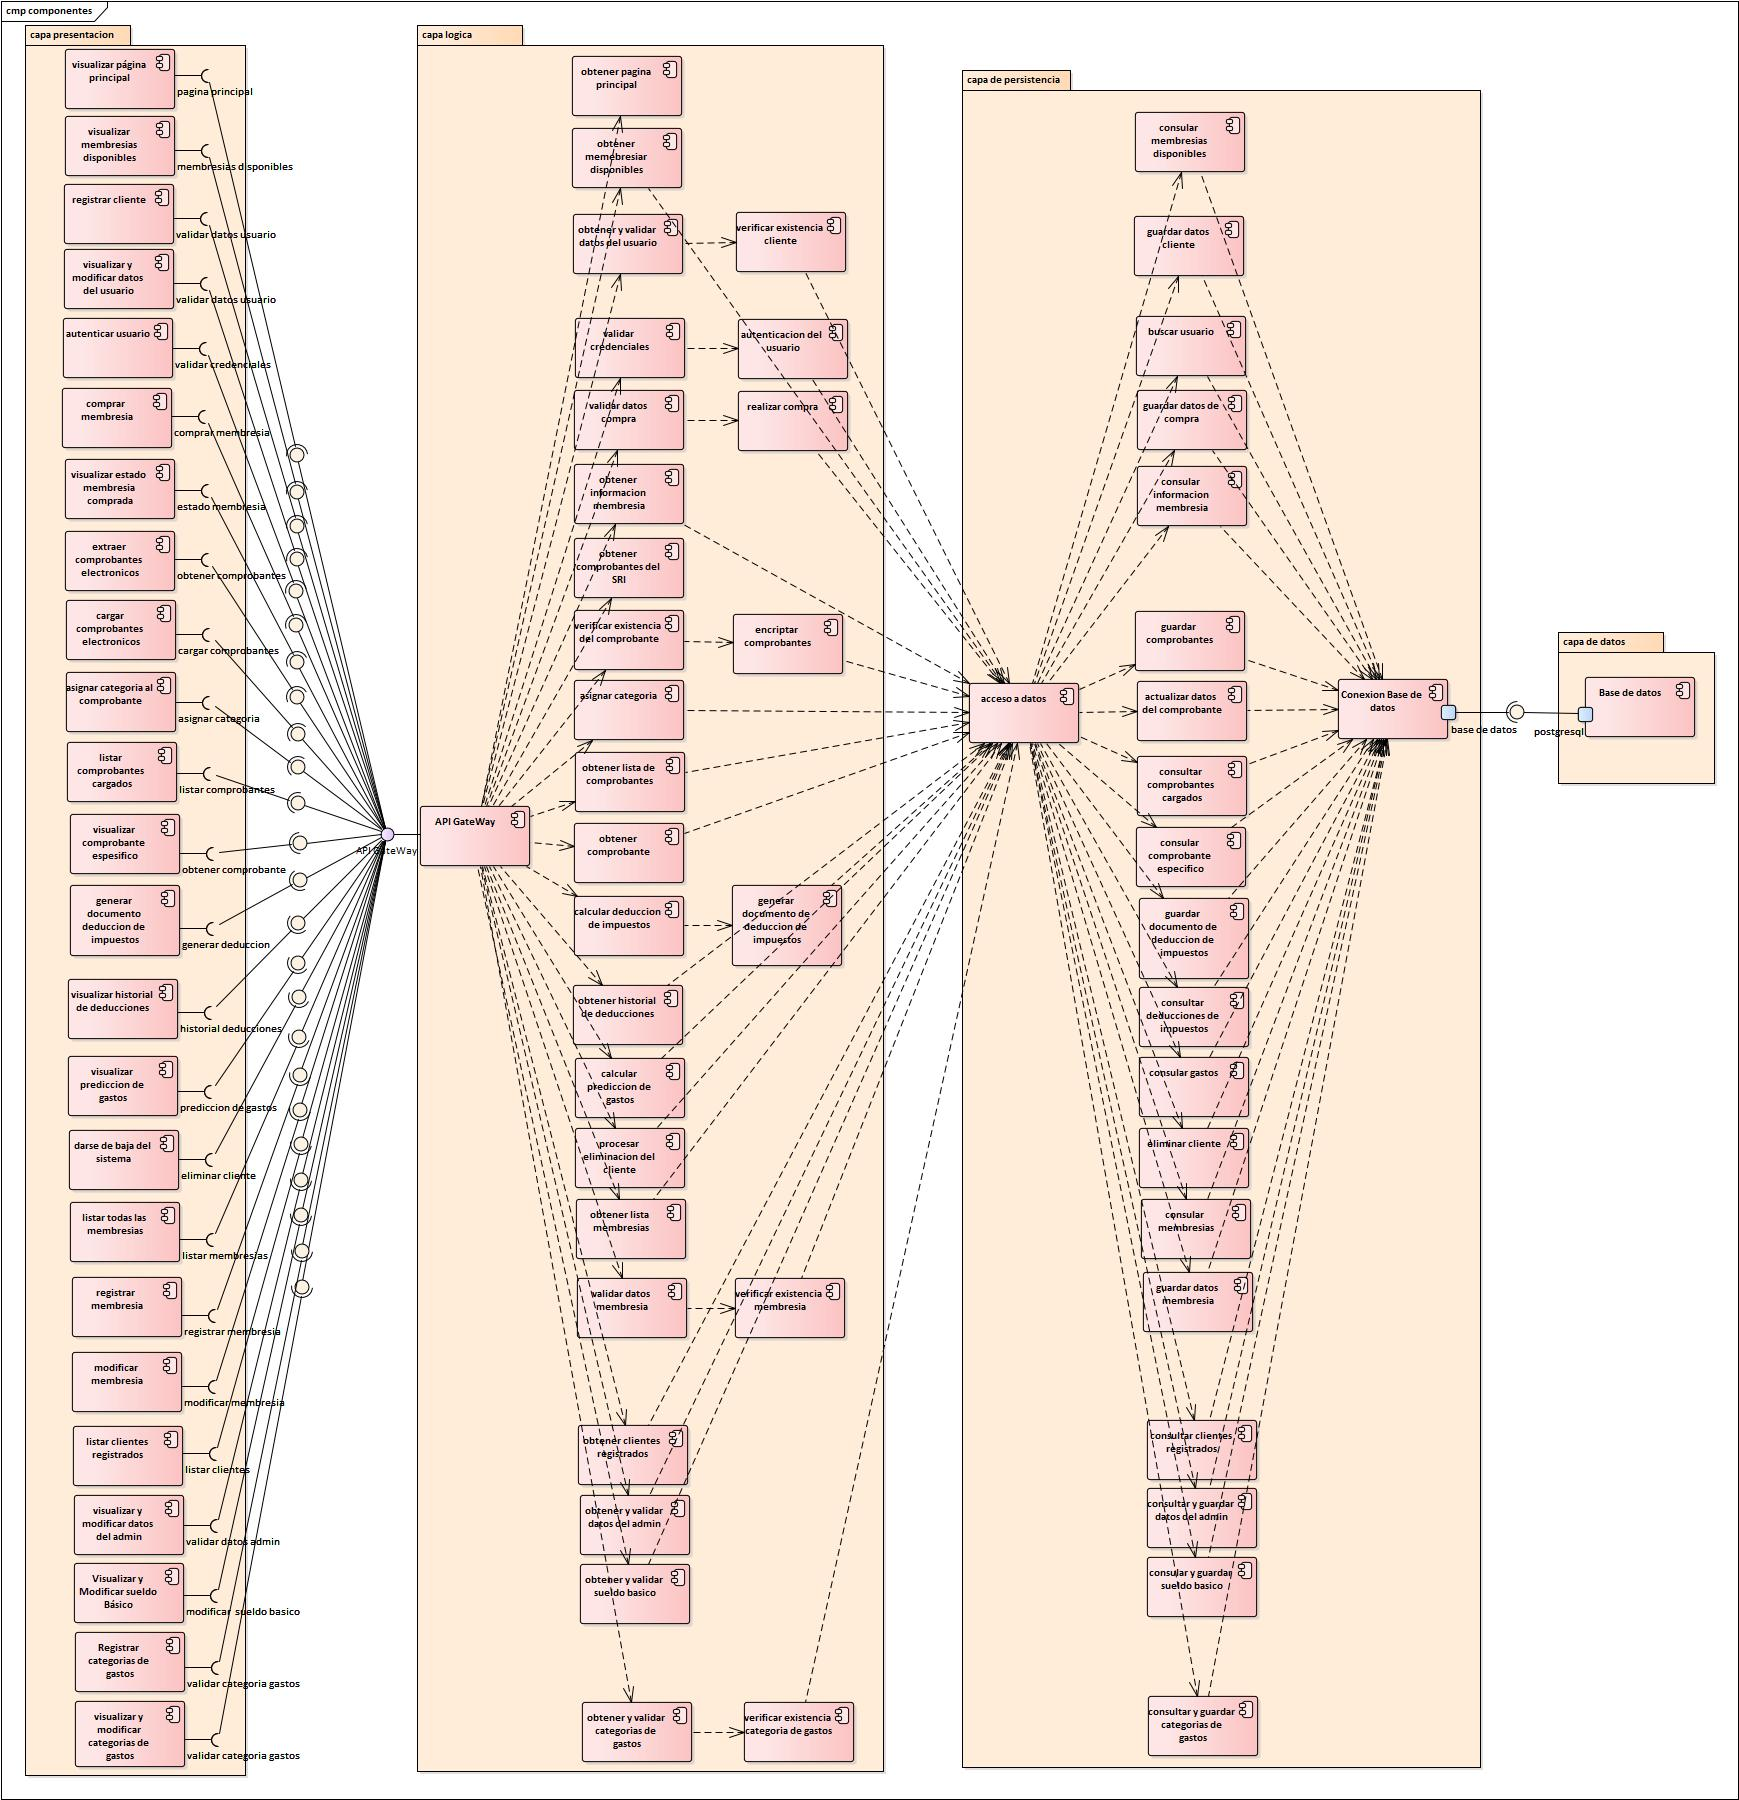 cmp componentes
capa presentacion
visualizar página
principal
pagina principal
visualizar
membresias
disponibles
membresias disponibles
registrar cliente
validar datos usuario
visualizar y
modificar datos
del usuario
validar datos usuario
autenticar usuario
validar credenciales
comprar
membresia
comprar membresia
visualizar estado
membresia
comprada
estado membresia
extraer
comprobantes
electronicos
obtener comprobantes
cargar
comprobantes
electronicos
cargar comprobantes
asignar categoria al
comprobante
asignar categoria
listar
comprobantes
cargados
listar comprobantes
visualizar
comprobante
espesifico
obtener comprobante
generar
documento
deduccion de
impuestos
generar deduccion
visualizar historial
de deducciones
historial deducciones
visualizar
prediccion de
gastos
prediccion de gastos
darse de baja del
sistema
eliminar cliente
listar todas las
membresias
listar membresias
registrar
membresia
registrar membresia
modificar
membresia
modificar membresia
listar clientes
registrados
listar clientes
visualizar y
modificar datos
del admin
validar datos admin
Visualizar y
Modificar sueldo
Básico
modificar sueldo basico
Registrar
categorias de
gastos
validar categoria gastos
visualizar y
modificar
categorias de
gastos
validar categoria gastos
API GateWay
capa logica
API GateWay
obtener pagina
principal
obtener
memebresiar
disponibles
obtener y validar
datos del usuario
verificar existencia
cliente
validar
credenciales
autenticacion del
usuario
validar datos
compra
realizar compra
obtener
informacion
membresia
obtener
comprobantes del
SRI
verificar existencia
del comprobante
encriptar
comprobantes
asignar categoria
obtener lista de
comprobantes
obtener
comprobante
calcular deduccion
de impuestos
generar
documento de
deduccion de
impuestos
obtener historial
de deducciones
calcular
prediccion de
gastos
procesar
eliminacion del
cliente
obtener lista
membresias
validar datos
membresia
verificar existencia
membresia
obtener clientes
registrados
obtener y validar
datos del admin
obtener y validar
sueldo basico
obtener y validar
categorias de
gastos
verificar existencia
categoria de gastos
capa de persistencia
acceso a datos
consular
membresias
disponibles
guardar datos
cliente
buscar usuario
guardar datos de
compra
consular
informacion
membresia
guardar
comprobantes
actualizar datos
del comprobante
consultar
comprobantes
cargados
consular
comprobante
especifico
guardar
documento de
deduccion de
impuestos
consultar
deducciones de
impuestos
consular gastos
eliminar cliente
consular
membresias
guardar datos
membresia
consultar clientes
registrados
consultar y guardar
datos del admin
consular y guardar
sueldo basico
consultar y guardar
categorias de
gastos
Conexion Base de
datos
base de datos
capa de datos
Base de datos
postgresql